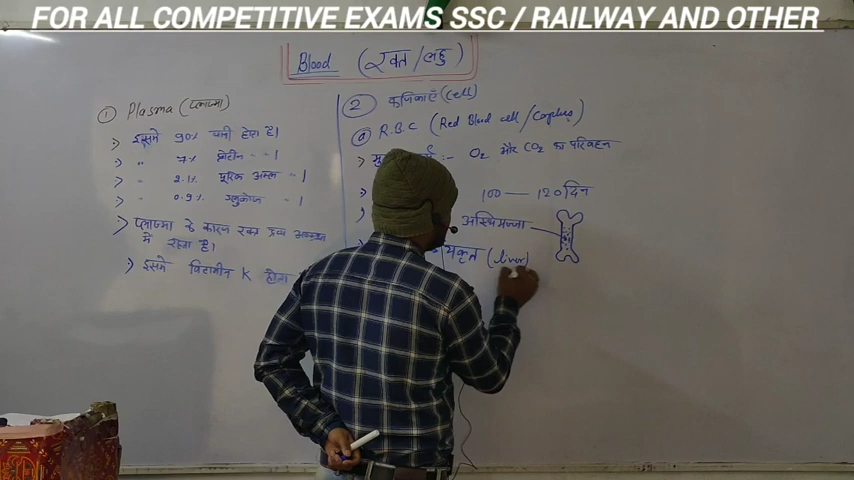 FOR ALL COMPETITIVE EXAMS SSC / RAILWAY AND OTHER
Blood (रक्त/लहु)
① Plasma (प्लाज्मा)
इसमे 90% पानी होता है।
" 7% प्रोटीन " "।
" 2.1% यूरिक अम्ल "।
" 0.9% ग्लुकोज "।
प्लाज्मा के कारण रक्त द्रव अवस्था
में रहता है।
इसमे विटामीन K होता
② कणिकाएँ (cell)
ⓐ R.B.C (Red Blood cell /
:- O₂ और CO₂ का परिवहन
100 — 120 दिन
अस्थिमज्जा
यकृत (liver)